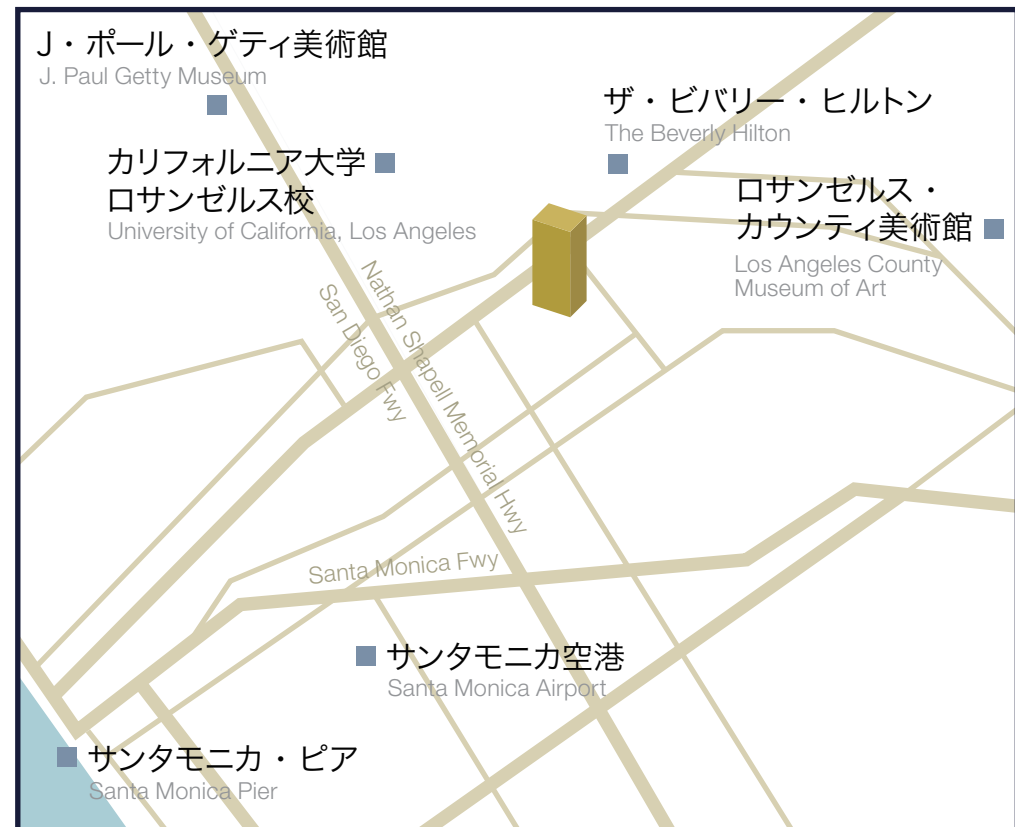 J・ポール・ゲティ美術館
J. Paul Getty Museum
ザ・ビバリー・ヒルトン
The Beverly Hilton
カリフォルニア大学
ロサンゼルス校
University of California, Los Angeles
ロサンゼルス・
カウンティ美術館
Los Angeles County
Museum of Art
Nathan Shapell Memorial Hwy
San Diego Fwy
Santa Monica Fwy
サンタモニカ空港
Santa Monica Airport
サンタモニカ・ピア
Santa Monica Pier